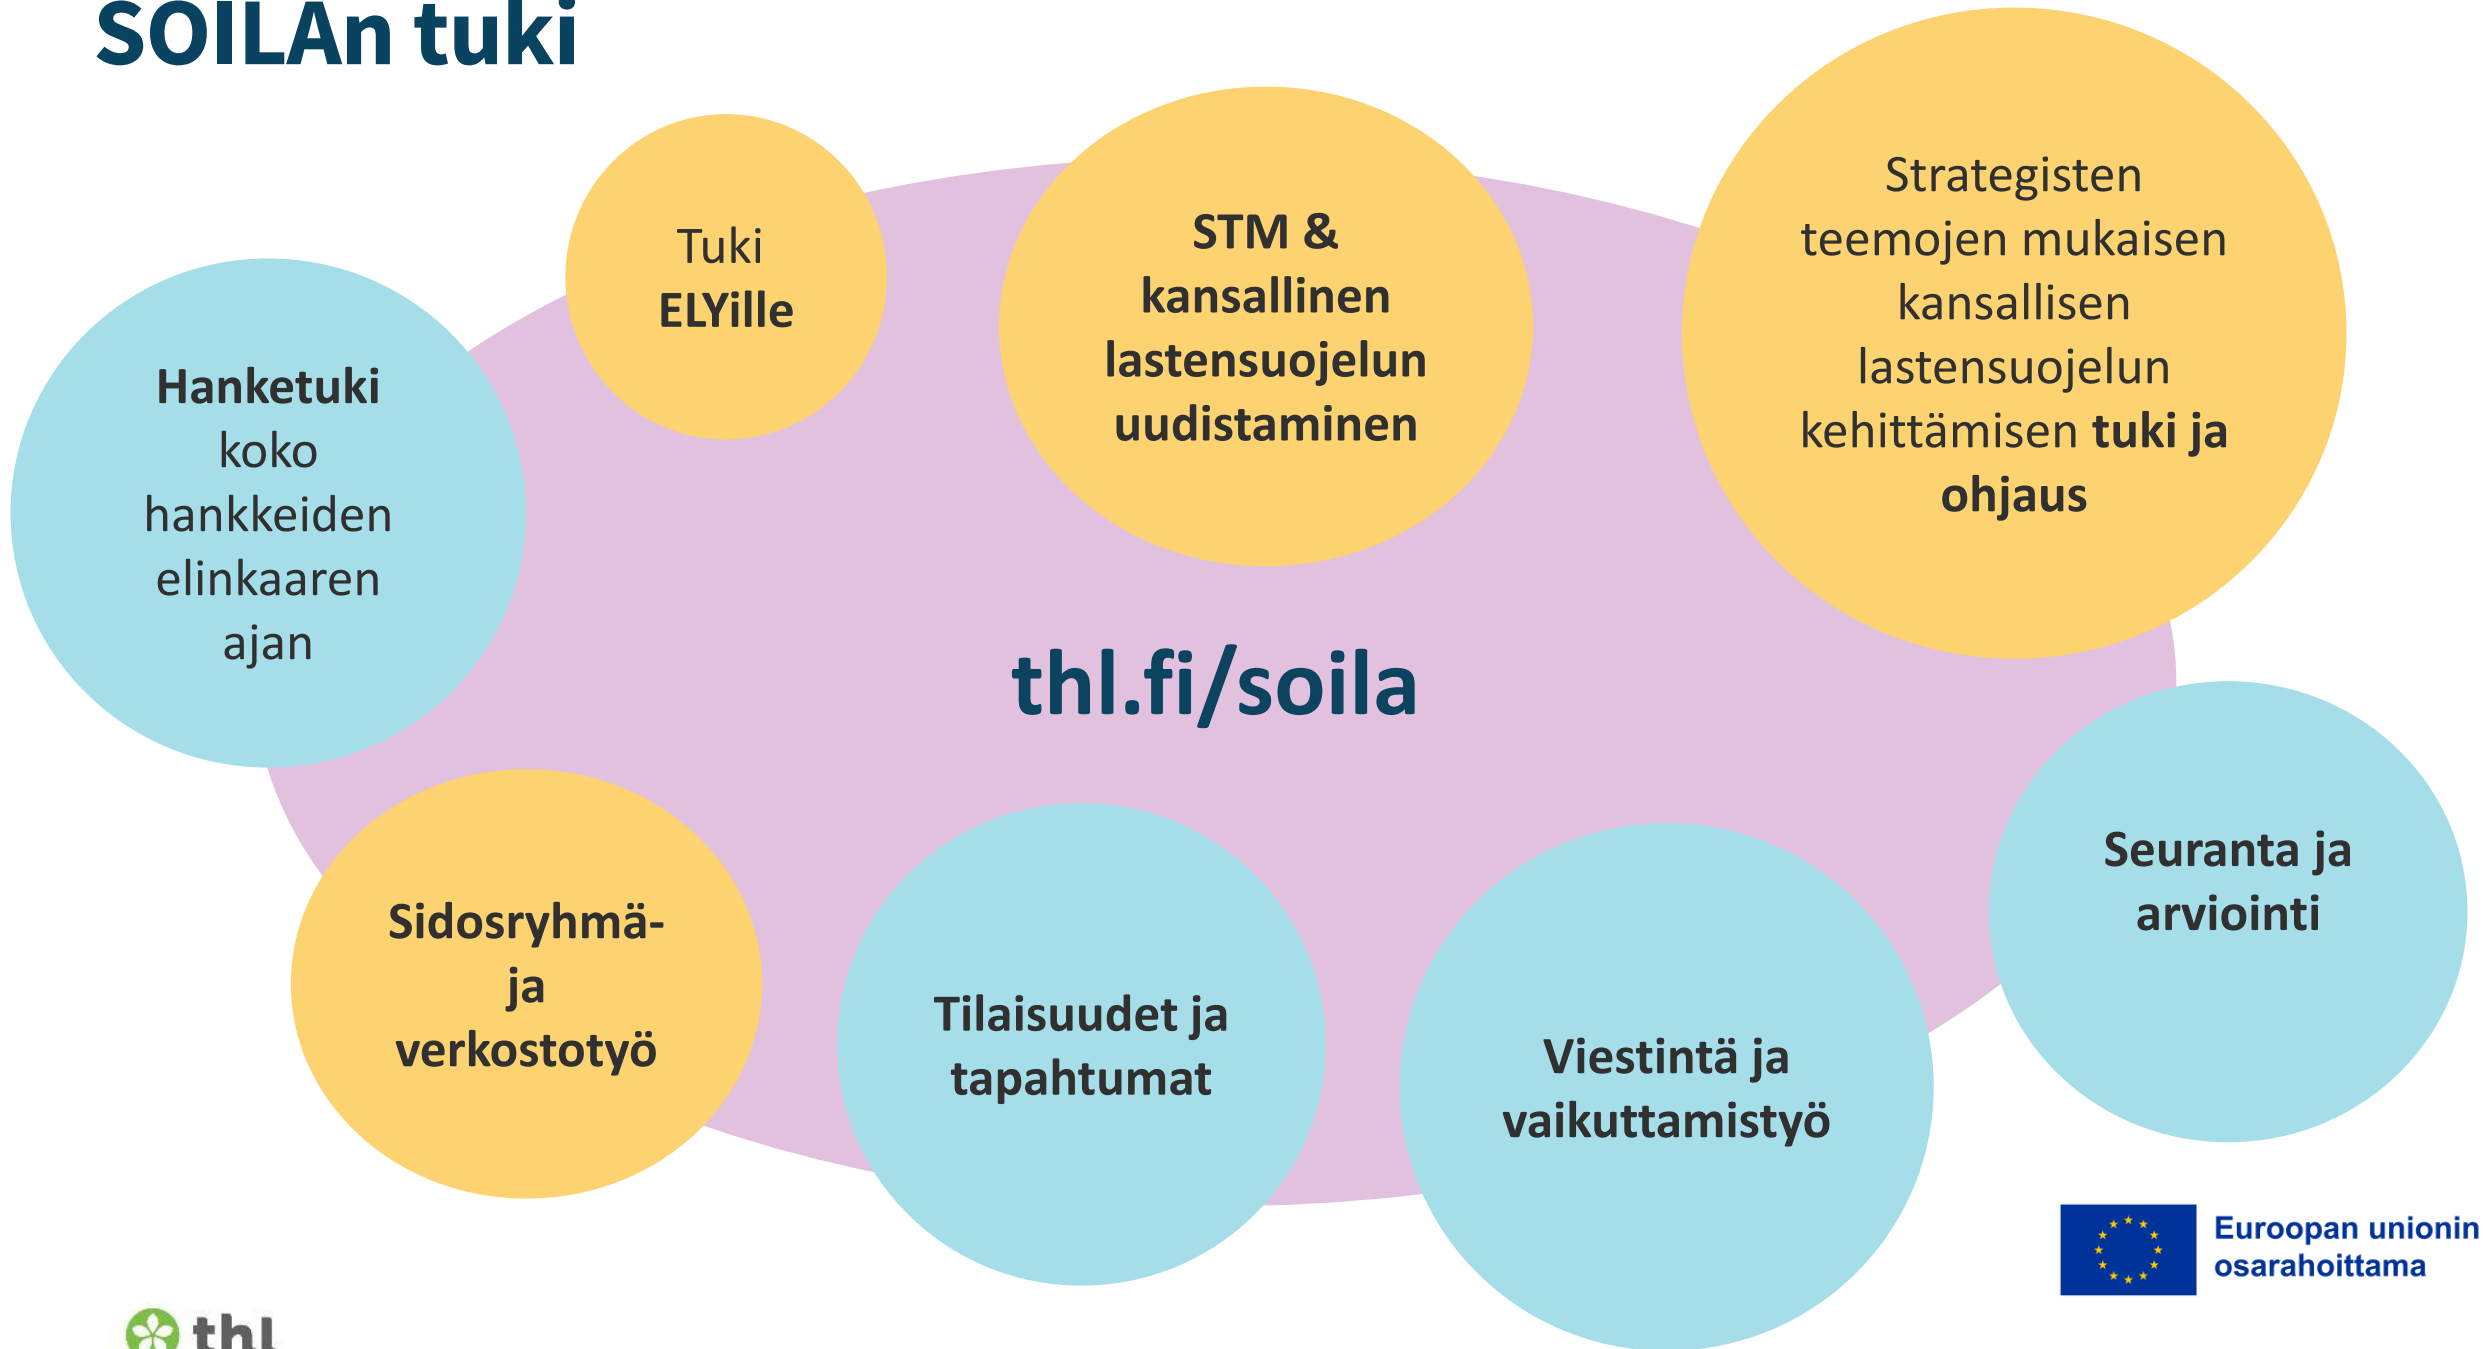 SOILAn tuki
Tuki
ELYille
STM &
kansallinen
lastensuojelun
uudistaminen
Strategisten
teemojen mukaisen
kansallisen
lastensuojelun
kehittämisen tuki ja
ohjaus
Hanketuki
koko
hankkeiden
elinkaaren
ajan
thl.fi/soila
Seuranta ja
arviointi
Sidosryhmä-
ja
verkostotyö
Tilaisuudet ja
tapahtumat
Viestintä ja
vaikuttamistyö
Euroopan unionin
osarahoittama
thl